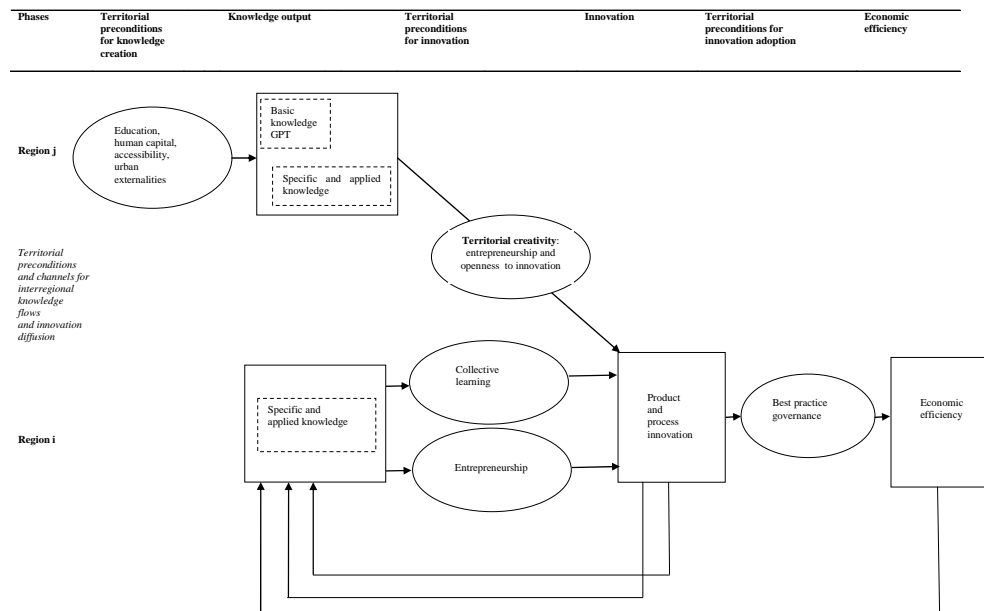 Phases
Territorial
preconditions
for knowledge
creation
Knowledge output
Territorial
preconditions
for innovation
Innovation
Territorial
preconditions for
innovation adoption
Economic
efficiency
Region j
Education,
human capital,
accessibility,
urban
externalities
Basic
knowledge
GPT
Specific and applied
knowledge
Territorial creativity:
entrepreneurship and
openness to innovation
Territorial
preconditions
and channels for
interregional
knowledge
flows
and innovation
diffusion
Region i
Specific and
applied knowledge
Collective
learning
Entrepreneurship
Product
and
process
innovation
Best practice
governance
Economic
efficiency